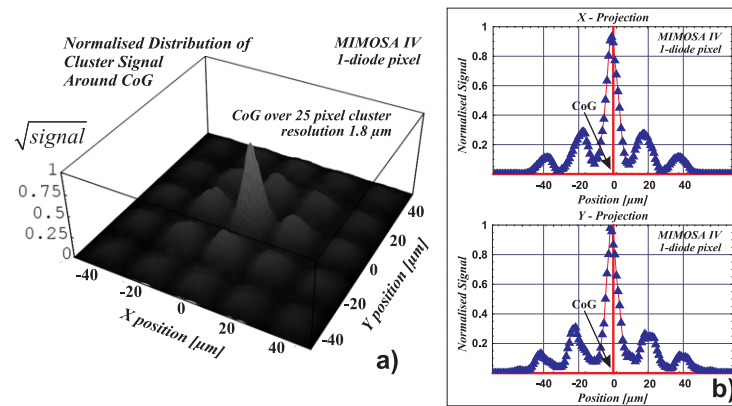 Normalised Distribution of
Cluster Signal
Around CoG
MIMOSA IV
1-diode pixel
CoG over 25 pixel cluster
resolution 1.8 µm
√signal
1
0.75
0.5
0.25
0
-40
-20
0
20
40
X position [µm]
-40
-20
0
20
40
Y position [µm]
a)
X - Projection
MIMOSA IV
1-diode pixel
Normalised Signal
1
0.8
0.6
0.4
0.2
CoG
-40 -20 0 20 40
Position [µm]
Y - Projection
MIMOSA IV
1-diode pixel
Normalised Signal
1
0.8
0.6
0.4
0.2
CoG
-40 -20 0 20 40
Position [µm]
b)